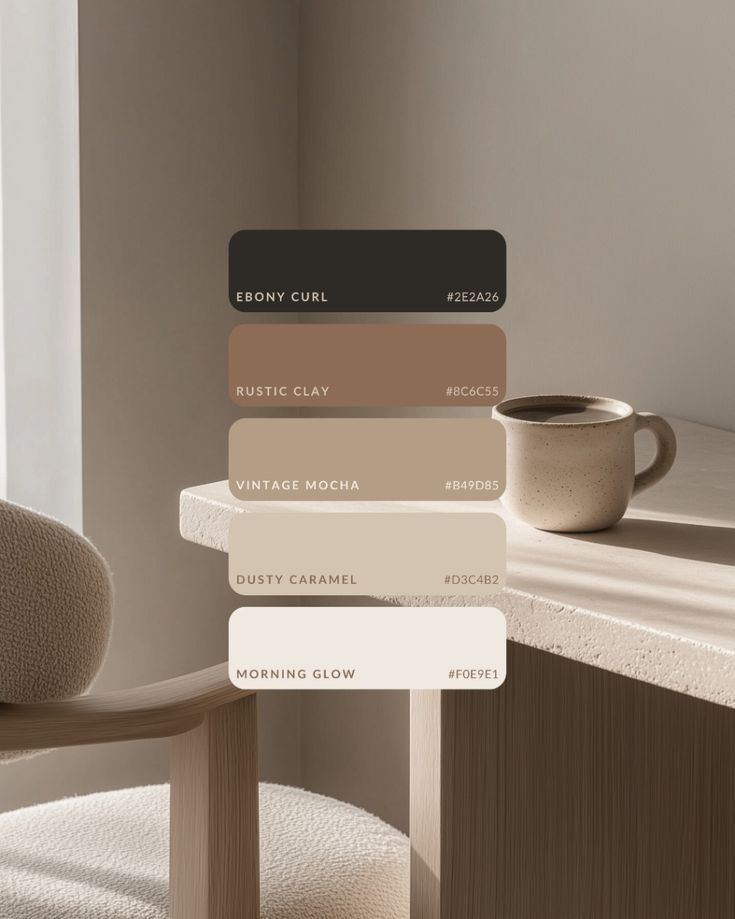 EBONY CURL #2E2A26
RUSTIC CLAY #8C6C55
VINTAGE MOCHA #B49D85
DUSTY CARAMEL #D3C4B2
MORNING GLOW #F0E9E1